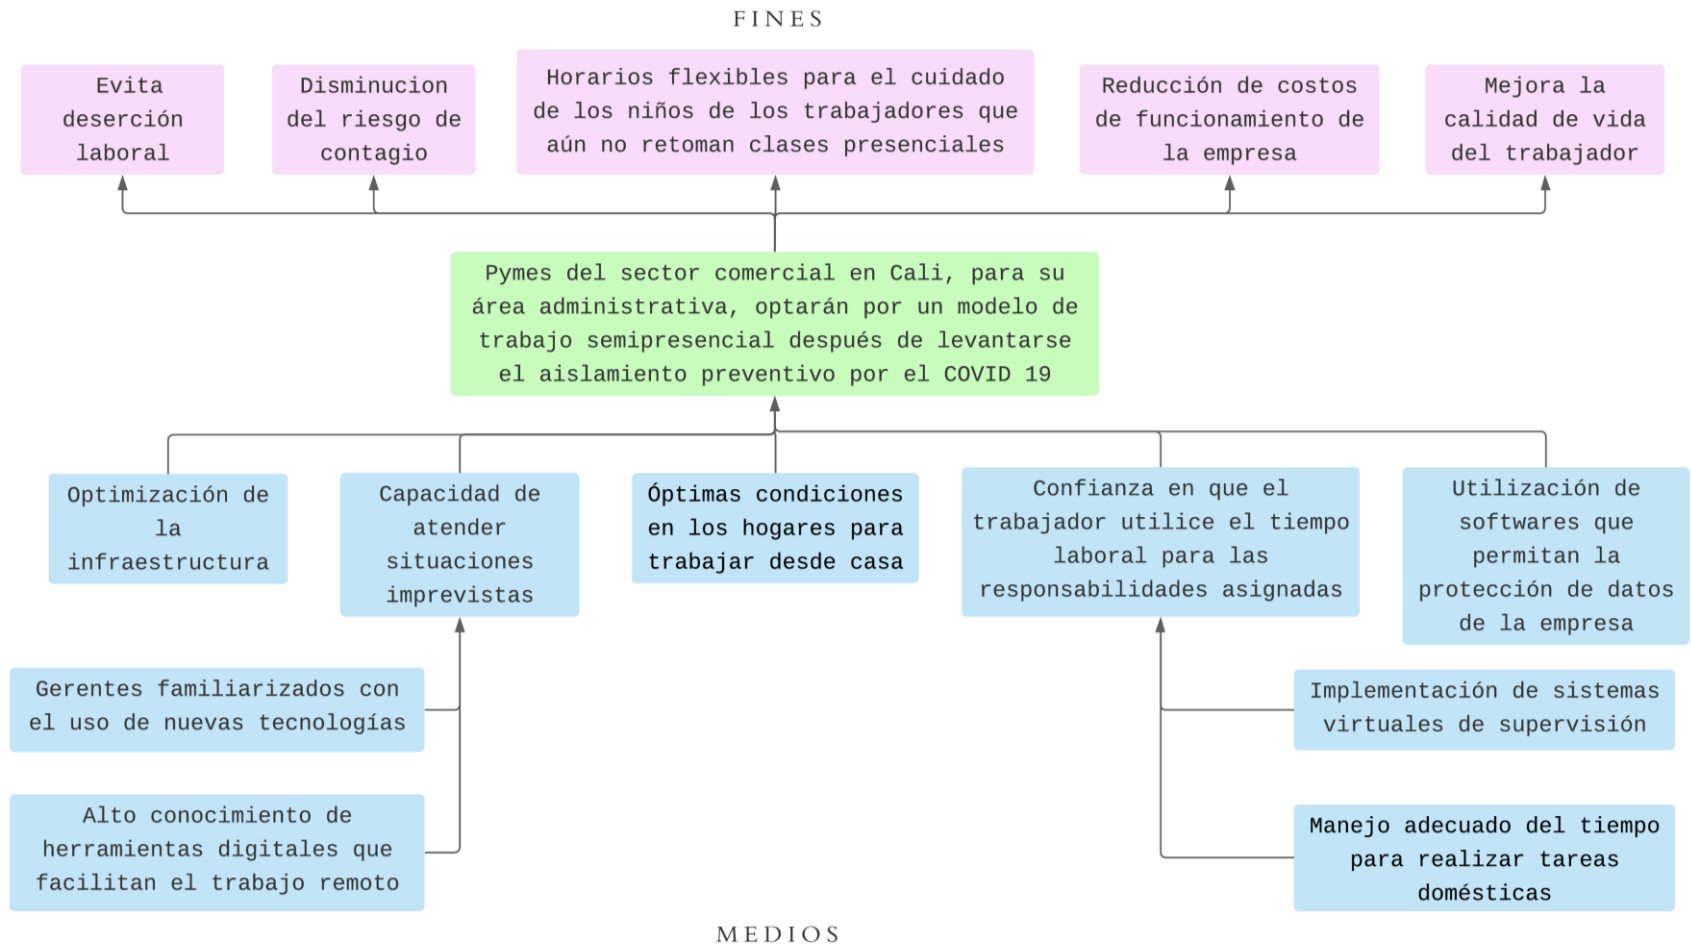 FINES
Evita
deserción
laboral
Disminucion
del riesgo de
contagio
Horarios flexibles para el cuidado
de los niños de los trabajadores que
aún no retoman clases presenciales
Reducción de costos
de funcionamiento de
la empresa
Mejora la
calidad de vida
del trabajador
Pymes del sector comercial en Cali, para su
área administrativa, optarán por un modelo de
trabajo semipresencial después de levantarse
el aislamiento preventivo por el COVID 19
Optimización de
la
infraestructura
Capacidad de
atender
situaciones
imprevistas
Óptimas condiciones
en los hogares para
trabajar desde casa
Confianza en que el
trabajador utilice el tiempo
laboral para las
responsabilidades asignadas
Utilización de
softwares que
permitan la
protección de datos
de la empresa
Gerentes familiarizados con
el uso de nuevas tecnologías
Implementación de sistemas
virtuales de supervisión
Alto conocimiento de
herramientas digitales que
facilitan el trabajo remoto
Manejo adecuado del tiempo
para realizar tareas
domésticas
MEDIOS